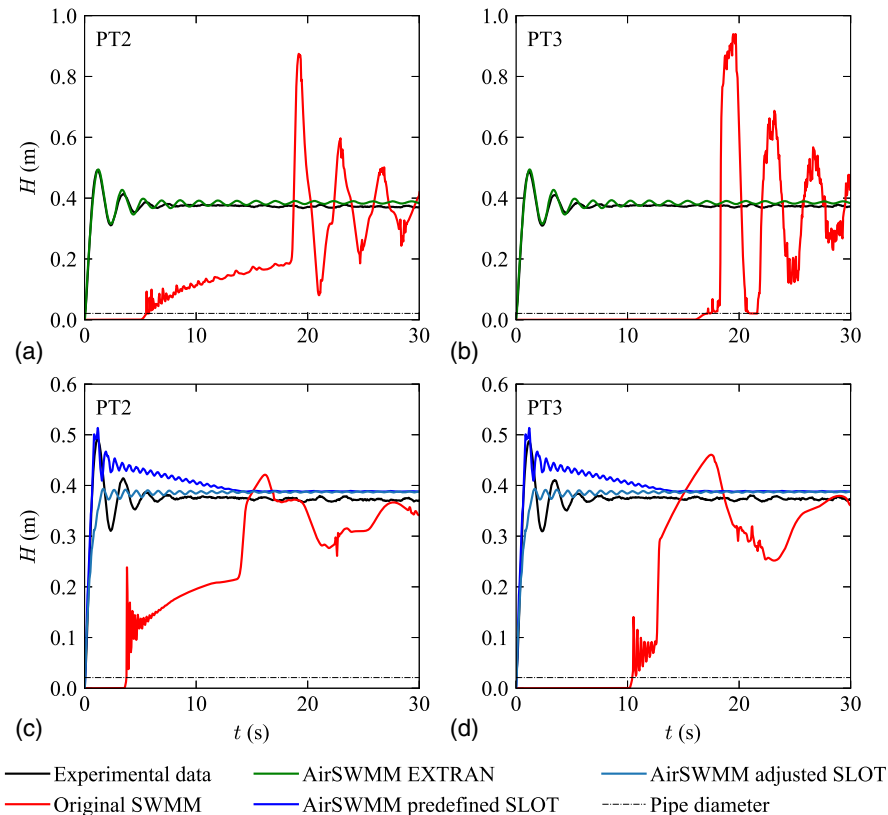 1.0
0.8
0.6
0.4
0.2
0.0
H (m)
PT2
0
10
20
30
(a)
1.0
0.8
0.6
0.4
0.2
0.0
H (m)
PT3
0
10
20
30
(b)
0.6
0.5
0.4
0.3
0.2
0.1
0.0
H (m)
PT2
0
10
20
30
t (s)
(c)
0.6
0.5
0.4
0.3
0.2
0.1
0.0
H (m)
PT3
0
10
20
30
t (s)
(d)
Experimental data
AirSWMM EXTRAN
AirSWMM adjusted SLOT
Original SWMM
AirSWMM predefined SLOT
Pipe diameter